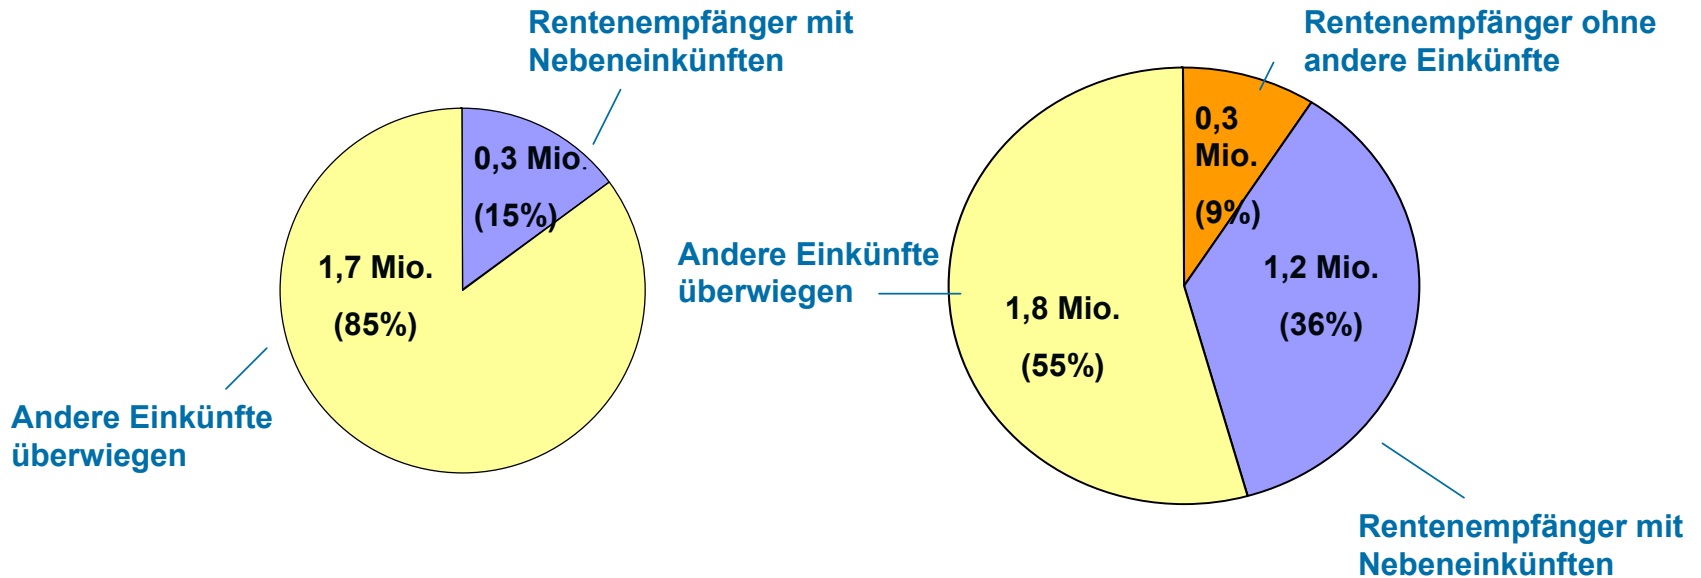 Rentenempfänger mit
Nebeneinkünften
0,3 Mio.
(15%)
1,7 Mio.
(85%)
Andere Einkünfte
überwiegen
Rentenempfänger ohne
andere Einkünfte
0,3
Mio.
(9%)
Andere Einkünfte
überwiegen
1,2 Mio.
(36%)
1,8 Mio.
(55%)
Rentenempfänger mit
Nebeneinkünften